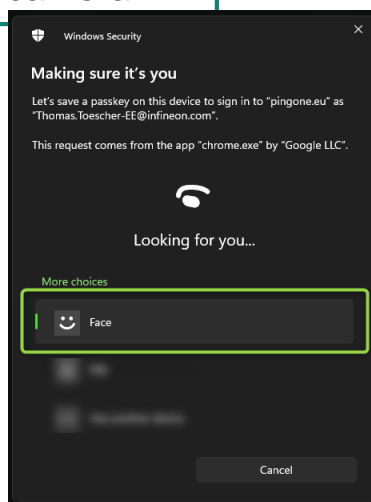 Windows Security
Making sure it's you
Let's save a passkey on this device to sign in to "pingone.eu" as
"Thomas.Toescher-EE@infineon.com".
This request comes from the app "chrome.exe" by "Google LLC".
Looking for you...
More choices
Face
Cancel